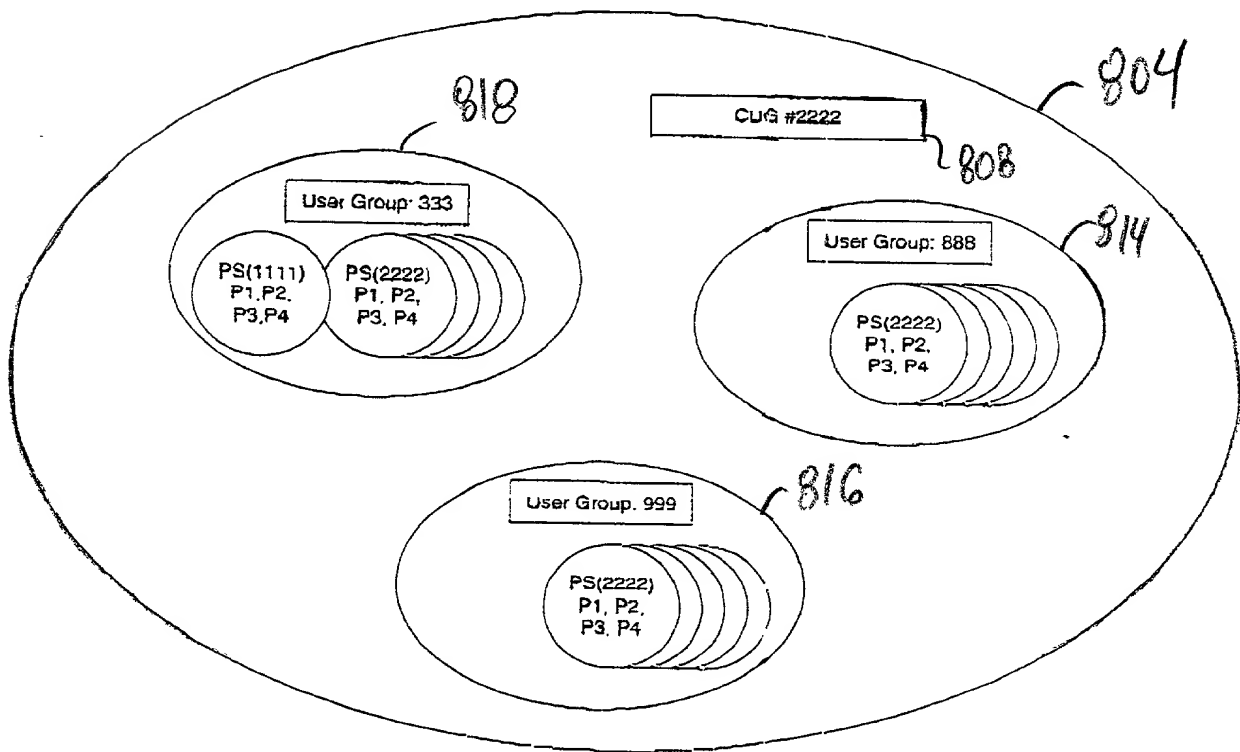 804
818
CUG #2222
808
User Group: 333
814
User Group: 888
PS(1111)
P1,P2,
P3,P4
PS(2222)
P1, P2,
P3, P4
PS(2222)
P1, P2,
P3, P4
816
User Group. 999
PS(2222)
P1, P2,
P3, P4